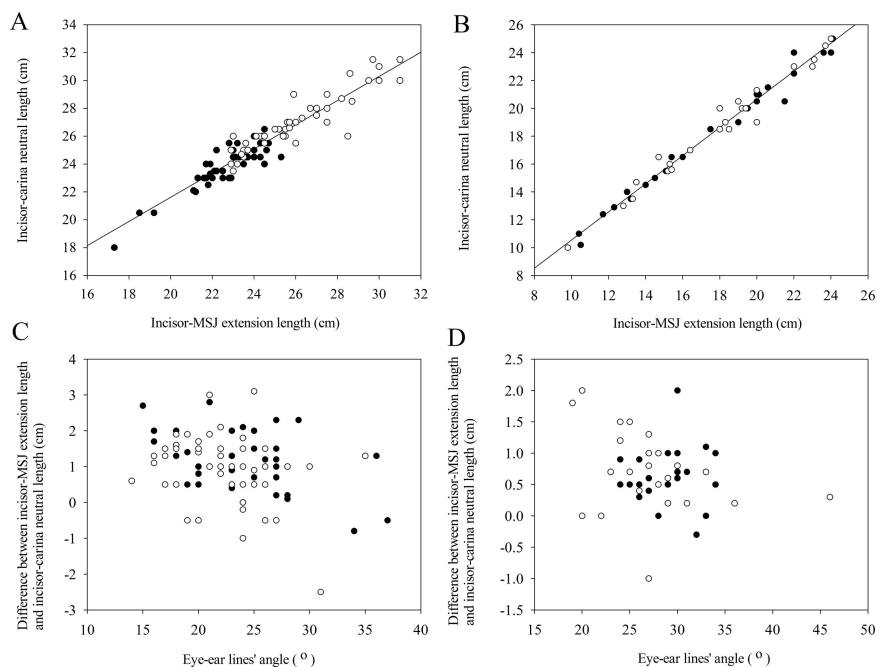 A
34
32
30
28
26
24
22
20
18
16
Incisor-carina neutral length (cm)
16 18 20 22 24 26 28 30 32
Incisor-MSJ extension length (cm)
B
26
24
22
20
18
16
14
12
10
8
Incisor-carina neutral length (cm)
8 10 12 14 16 18 20 22 24 26
Incisor-MSJ extension length (cm)
C
4
3
2
1
0
-1
-2
-3
Difference between incisor-MSJ extension length
and incisor-carina neutral length (cm)
10 15 20 25 30 35 40
Eye-ear lines' angle ( o )
D
2.5
2.0
1.5
1.0
0.5
0.0
-0.5
-1.0
-1.5
Difference between incisor-MSJ extension length
and incisor-carina neutral length (cm)
15 20 25 30 35 40 45 50
Eye-ear lines' angle ( o )